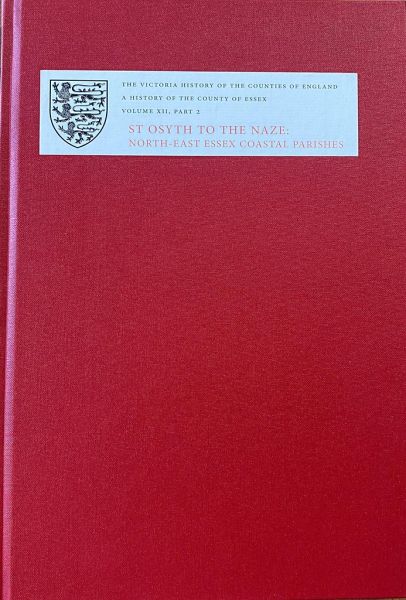 THE VICTORIA HISTORY OF THE COUNTIES OF ENGLAND
A HISTORY OF THE COUNTY OF ESSEX
VOLUME XII, PART 2
ST OSYTH TO THE NAZE:
NORTH-EAST ESSEX COASTAL PARISHES